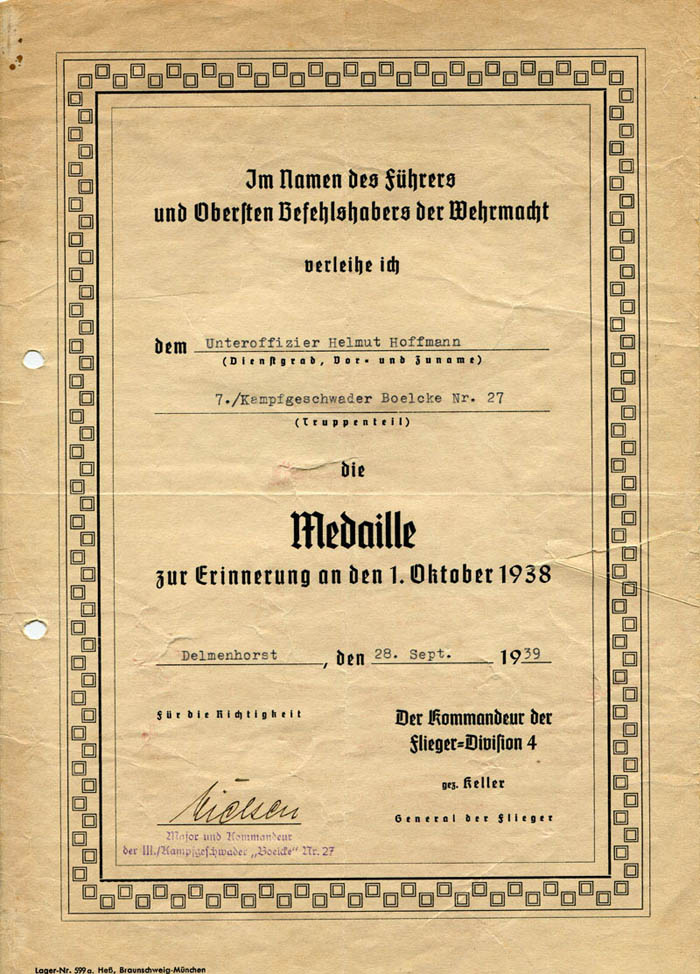 Im Namen des Führers
und Obersten Befehlshabers der Wehrmacht
verleihe ich
dem Unteroffizier Helmut Hoffmann
(Dienstgrad, Vor- und Zuname)
7./Kampfgeschwader Boelcke Nr. 27
(Truppenteil)
die
Medaille
zur Erinnerung an den 1. Oktober 1938
Delmenhorst, den 28. Sept. 1939
Für die Richtigkeit
Der Kommandeur der
Flieger=Division 4
gez. Keller
General der Flieger
Nielsen
Major und Kommandeur
der III./Kampfgeschwader „Boelcke" Nr. 27
Lager-Nr. 599a. Heß, Braunschweig-München